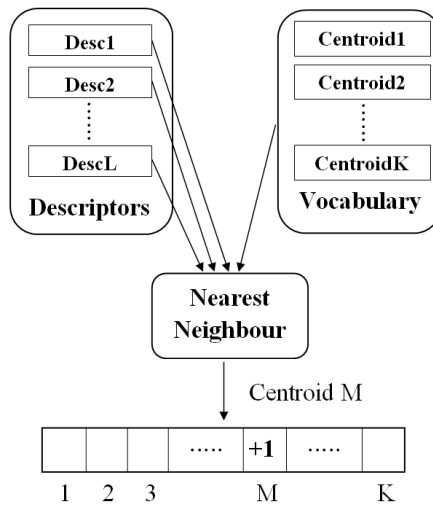 Desc1
Desc2
DescL
Descriptors
Centroid1
Centroid2
CentroidK
Vocabulary
Nearest
Neighbour
Centroid M
..... +1 .....
1 2 3 M K